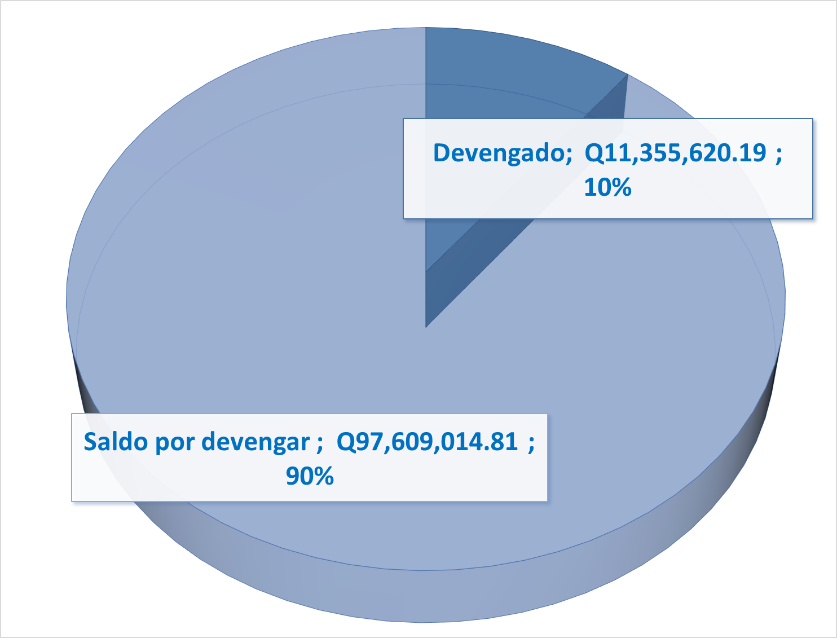 Devengado;  Q11,355,620.19 ;
10%
Saldo por devengar ;  Q97,609,014.81 ;
90%